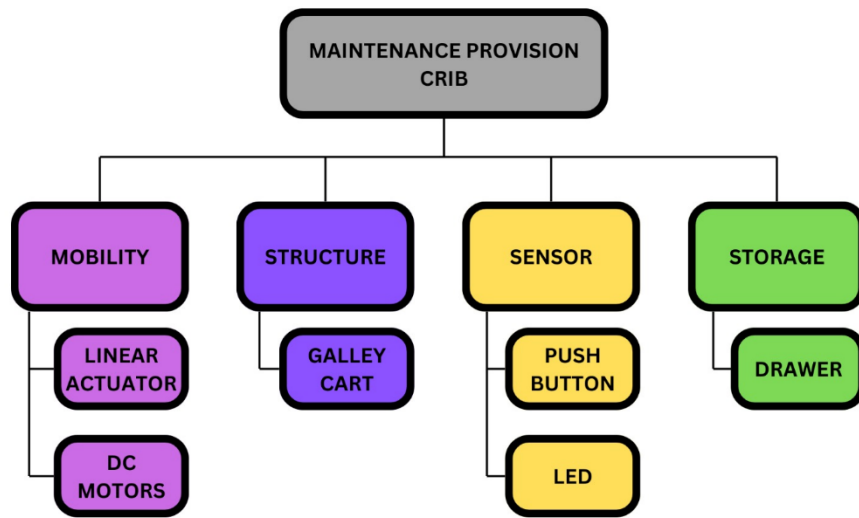 MAINTENANCE PROVISION
CRIB
MOBILITY
STRUCTURE
SENSOR
STORAGE
LINEAR
ACTUATOR
GALLEY
CART
PUSH
BUTTON
DRAWER
DC
MOTORS
LED